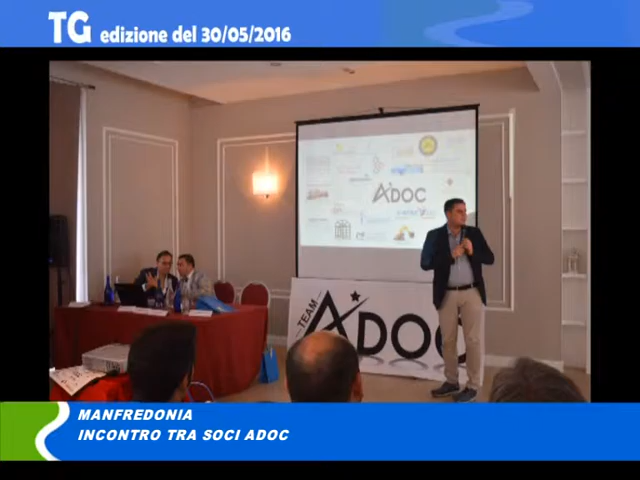 TG edizione del 30/05/2016
ADOC
TEAM
ADOC
MANFREDONIA
INCONTRO TRA SOCI ADOC